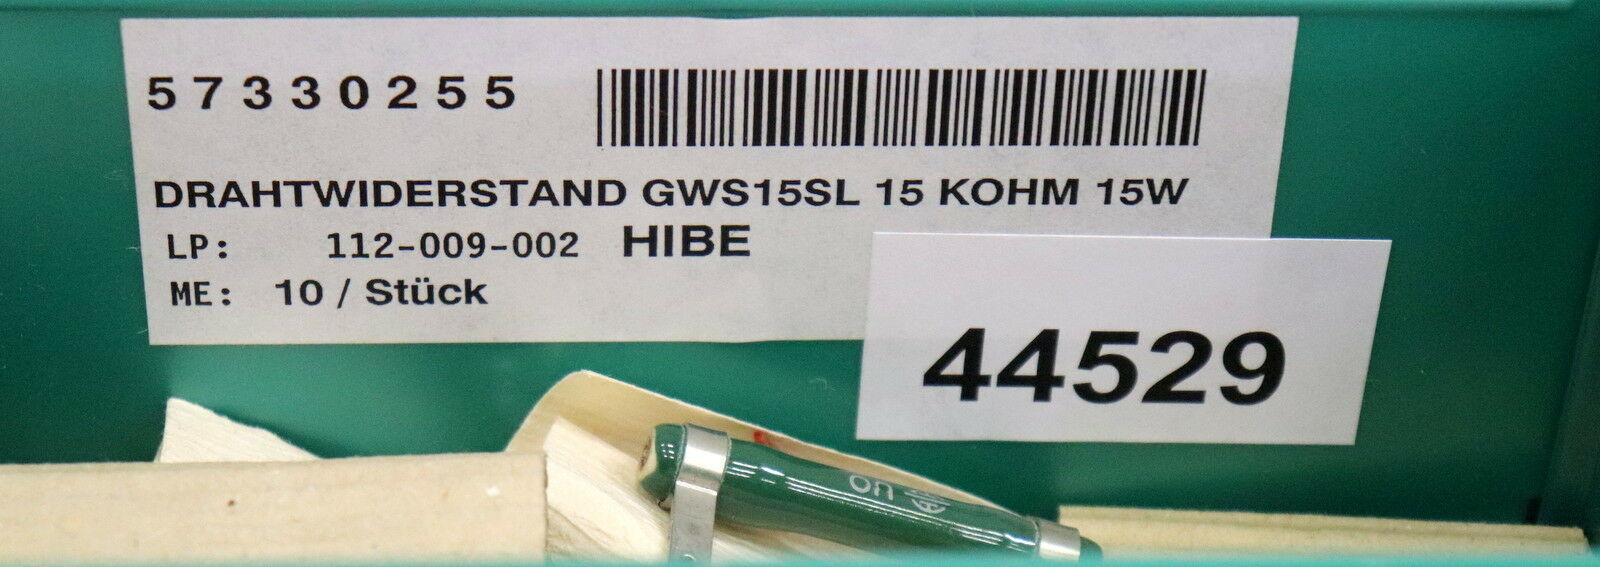 57330255
DRAHTWIDERSTAND GWS15SL 15 KOHM 15W
LP: 112-009-002 HIBE
ME: 10 / Stück
44529